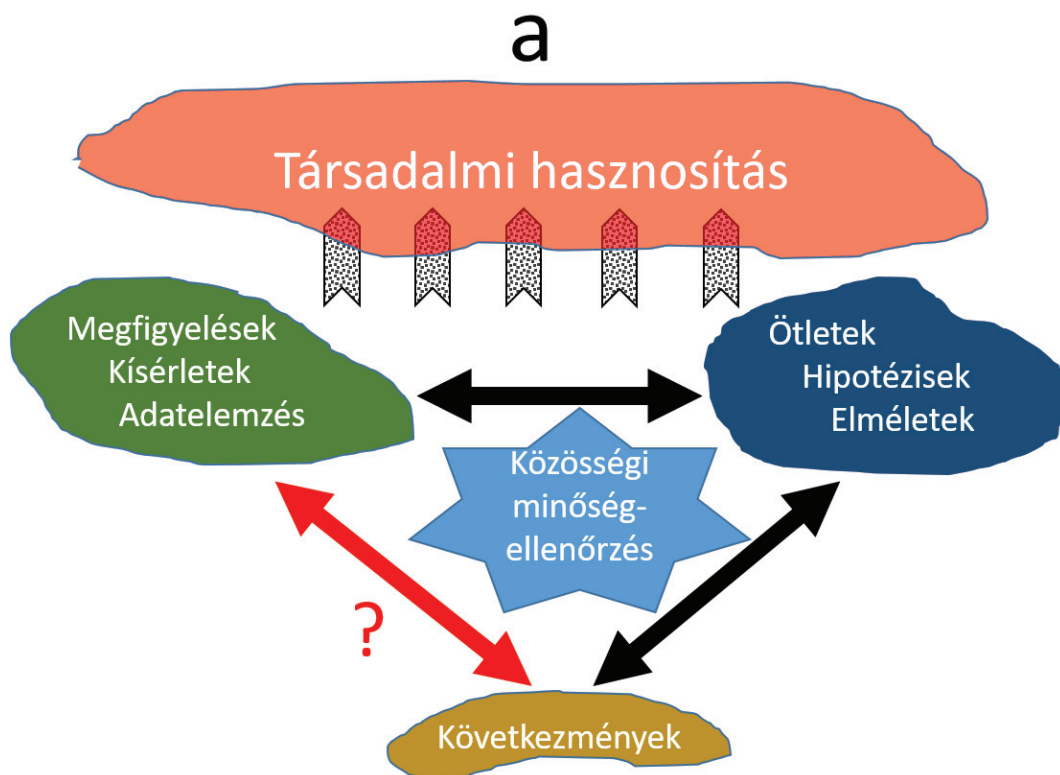 a
Társadalmi hasznosítás
Megfigyelések
Kísérletek
Adatelemzés
Ötletek
Hipotézisek
Elméletek
Közösségi
minőség-
ellenőrzés
?
Következmények